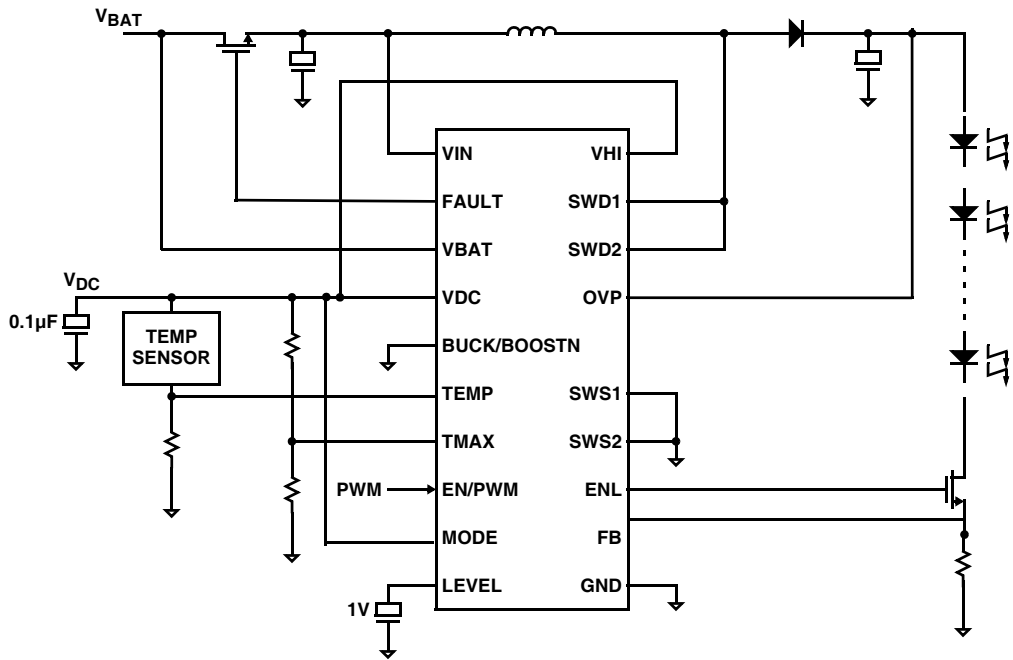 VBAT
VIN
VHI
FAULT
SWD1
VBAT
SWD2
VDC
VDC
OVP
0.1µF
TEMP
SENSOR
BUCK/BOOSTN
TEMP
SWS1
TMAX
SWS2
PWM
EN/PWM
ENL
MODE
FB
LEVEL
GND
1V